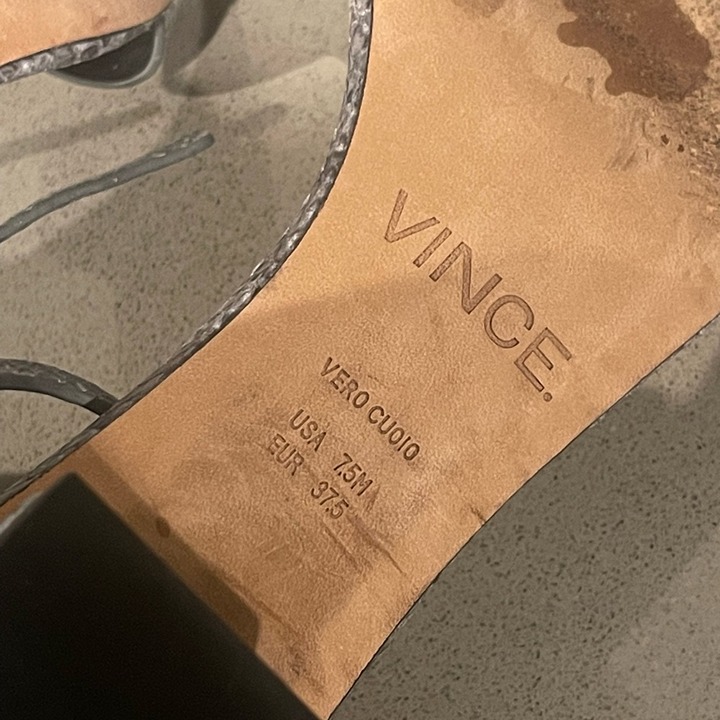 VINCE.
VERO CUOIO
USA 7.5M
EUR 37.5